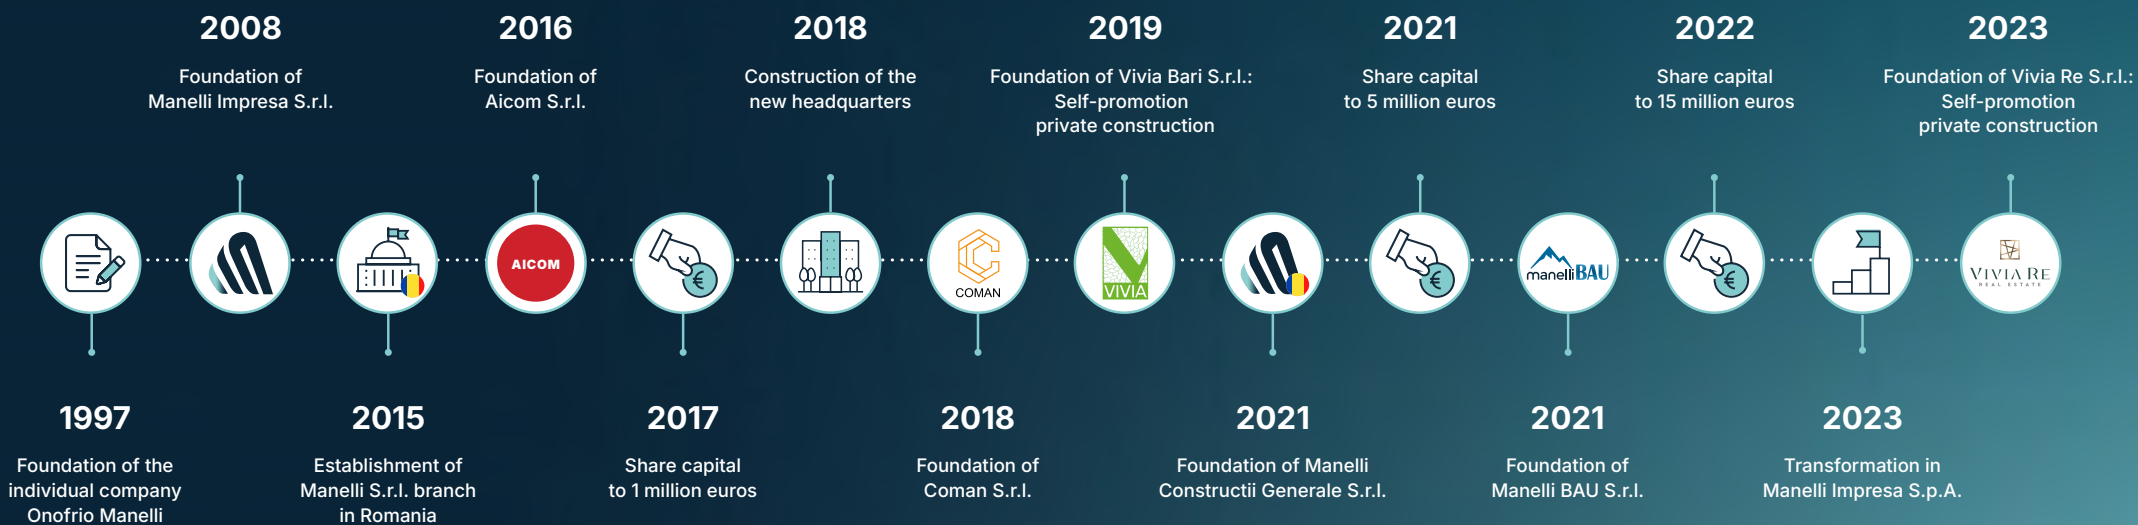 2008
Foundation of
Manelli Impresa S.r.l.
2016
Foundation of
Aicom S.r.l.
2018
Construction of the
new headquarters
2019
Foundation of Vivia Bari S.r.l.:
Self-promotion
private construction
2021
Share capital
to 5 million euros
2022
Share capital
to 15 million euros
2023
Foundation of Vivia Re S.r.l.:
Self-promotion
private construction
AICOM
€
COMAN
VIVIA
€
manelliBAU
€
VIVIA RE
REAL ESTATE
1997
Foundation of the
individual company
Onofrio Manelli
2015
Establishment of
Manelli S.r.l. branch
in Romania
2017
Share capital
to 1 million euros
2018
Foundation of
Coman S.r.l.
2021
Foundation of Manelli
Constructii Generale S.r.l.
2021
Foundation of
Manelli BAU S.r.l.
2023
Transformation in
Manelli Impresa S.p.A.